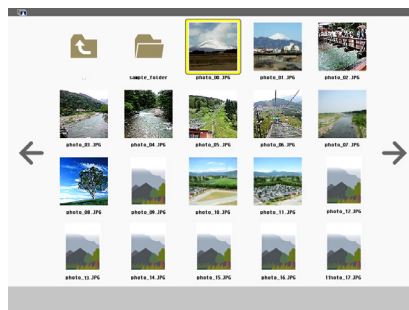 ..
sample_folder
photo_00.JPG
photo_01.JPG
photo_02.JPG
photo_03.JPG
photo_04.JPG
photo_05.JPG
photo_06.JPG
photo_07.JPG
photo_08.JPG
photo_09.JPG
photo_10.JPG
photo_11.JPG
photo_12.JPG
photo_13.JPG
photo_14.JPG
photo_15.JPG
photo_16.JPG
11hoto_17.JPG